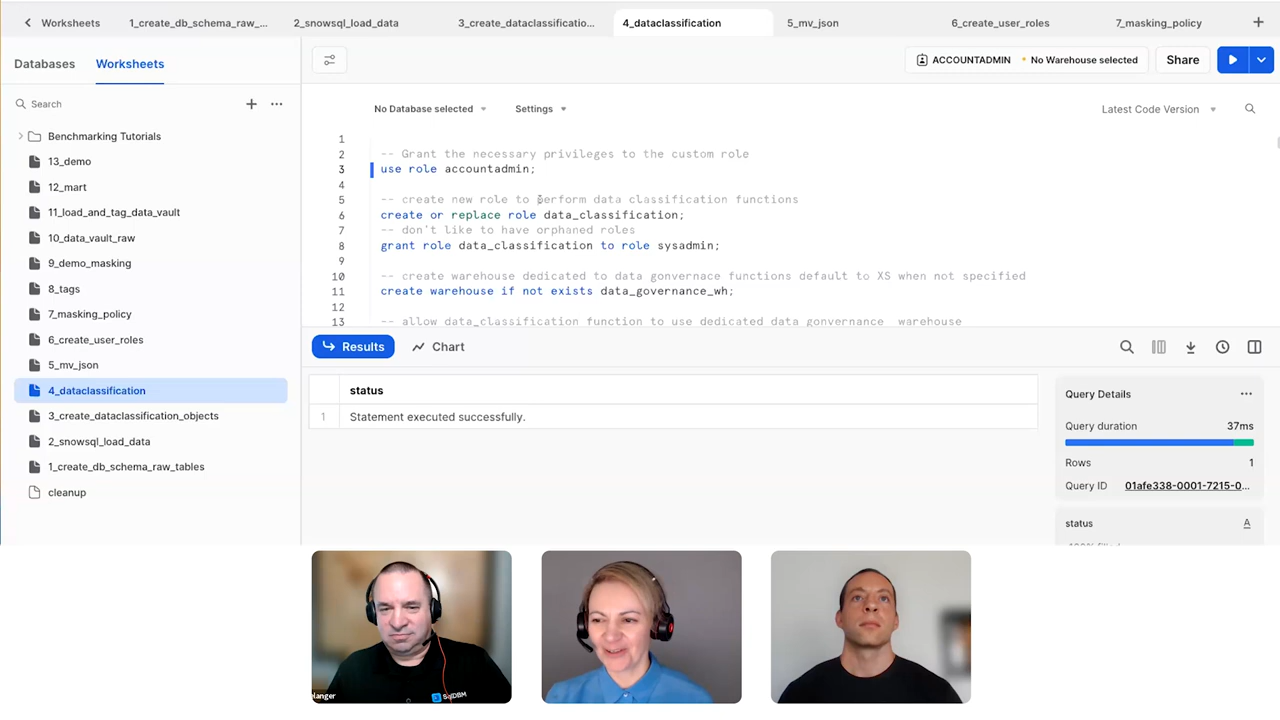 Worksheets
1_create_db_schema_raw_...
2_snowsql_load_data
3_create_dataclassificatio...
4_dataclassification
5_mv_json
6_create_user_roles
7_masking_policy
Databases
Worksheets
ACCOUNTADMIN
No Warehouse selected
Share
Search
No Database selected
Settings
Latest Code Version
Benchmarking Tutorials
13_demo
12_mart
11_load_and_tag_data_vault
10_data_vault_raw
9_demo_masking
8_tags
7_masking_policy
6_create_user_roles
5_mv_json
4_dataclassification
3_create_dataclassification_objects
2_snowsql_load_data
1_create_db_schema_raw_tables
cleanup
1
2 -- Grant the necessary privileges to the custom role
3 use role accountadmin;
4
5 -- create new role to perform data classification functions
6 create or replace role data_classification;
7 -- don't like to have orphaned roles
8 grant role data_classification to role sysadmin;
9
10 -- create warehouse dedicated to data gonvernace functions default to XS when not specified
11 create warehouse if not exists data_governance_wh;
12
13 -- allow data_classification function to use dedicated data gonvernance warehouse
Results
Chart
status
1 Statement executed successfully.
Query Details
Query duration 37ms
Rows 1
Query ID 01afe338-0001-7215-0...
status
A
100% filled
elanger
SqlDBM